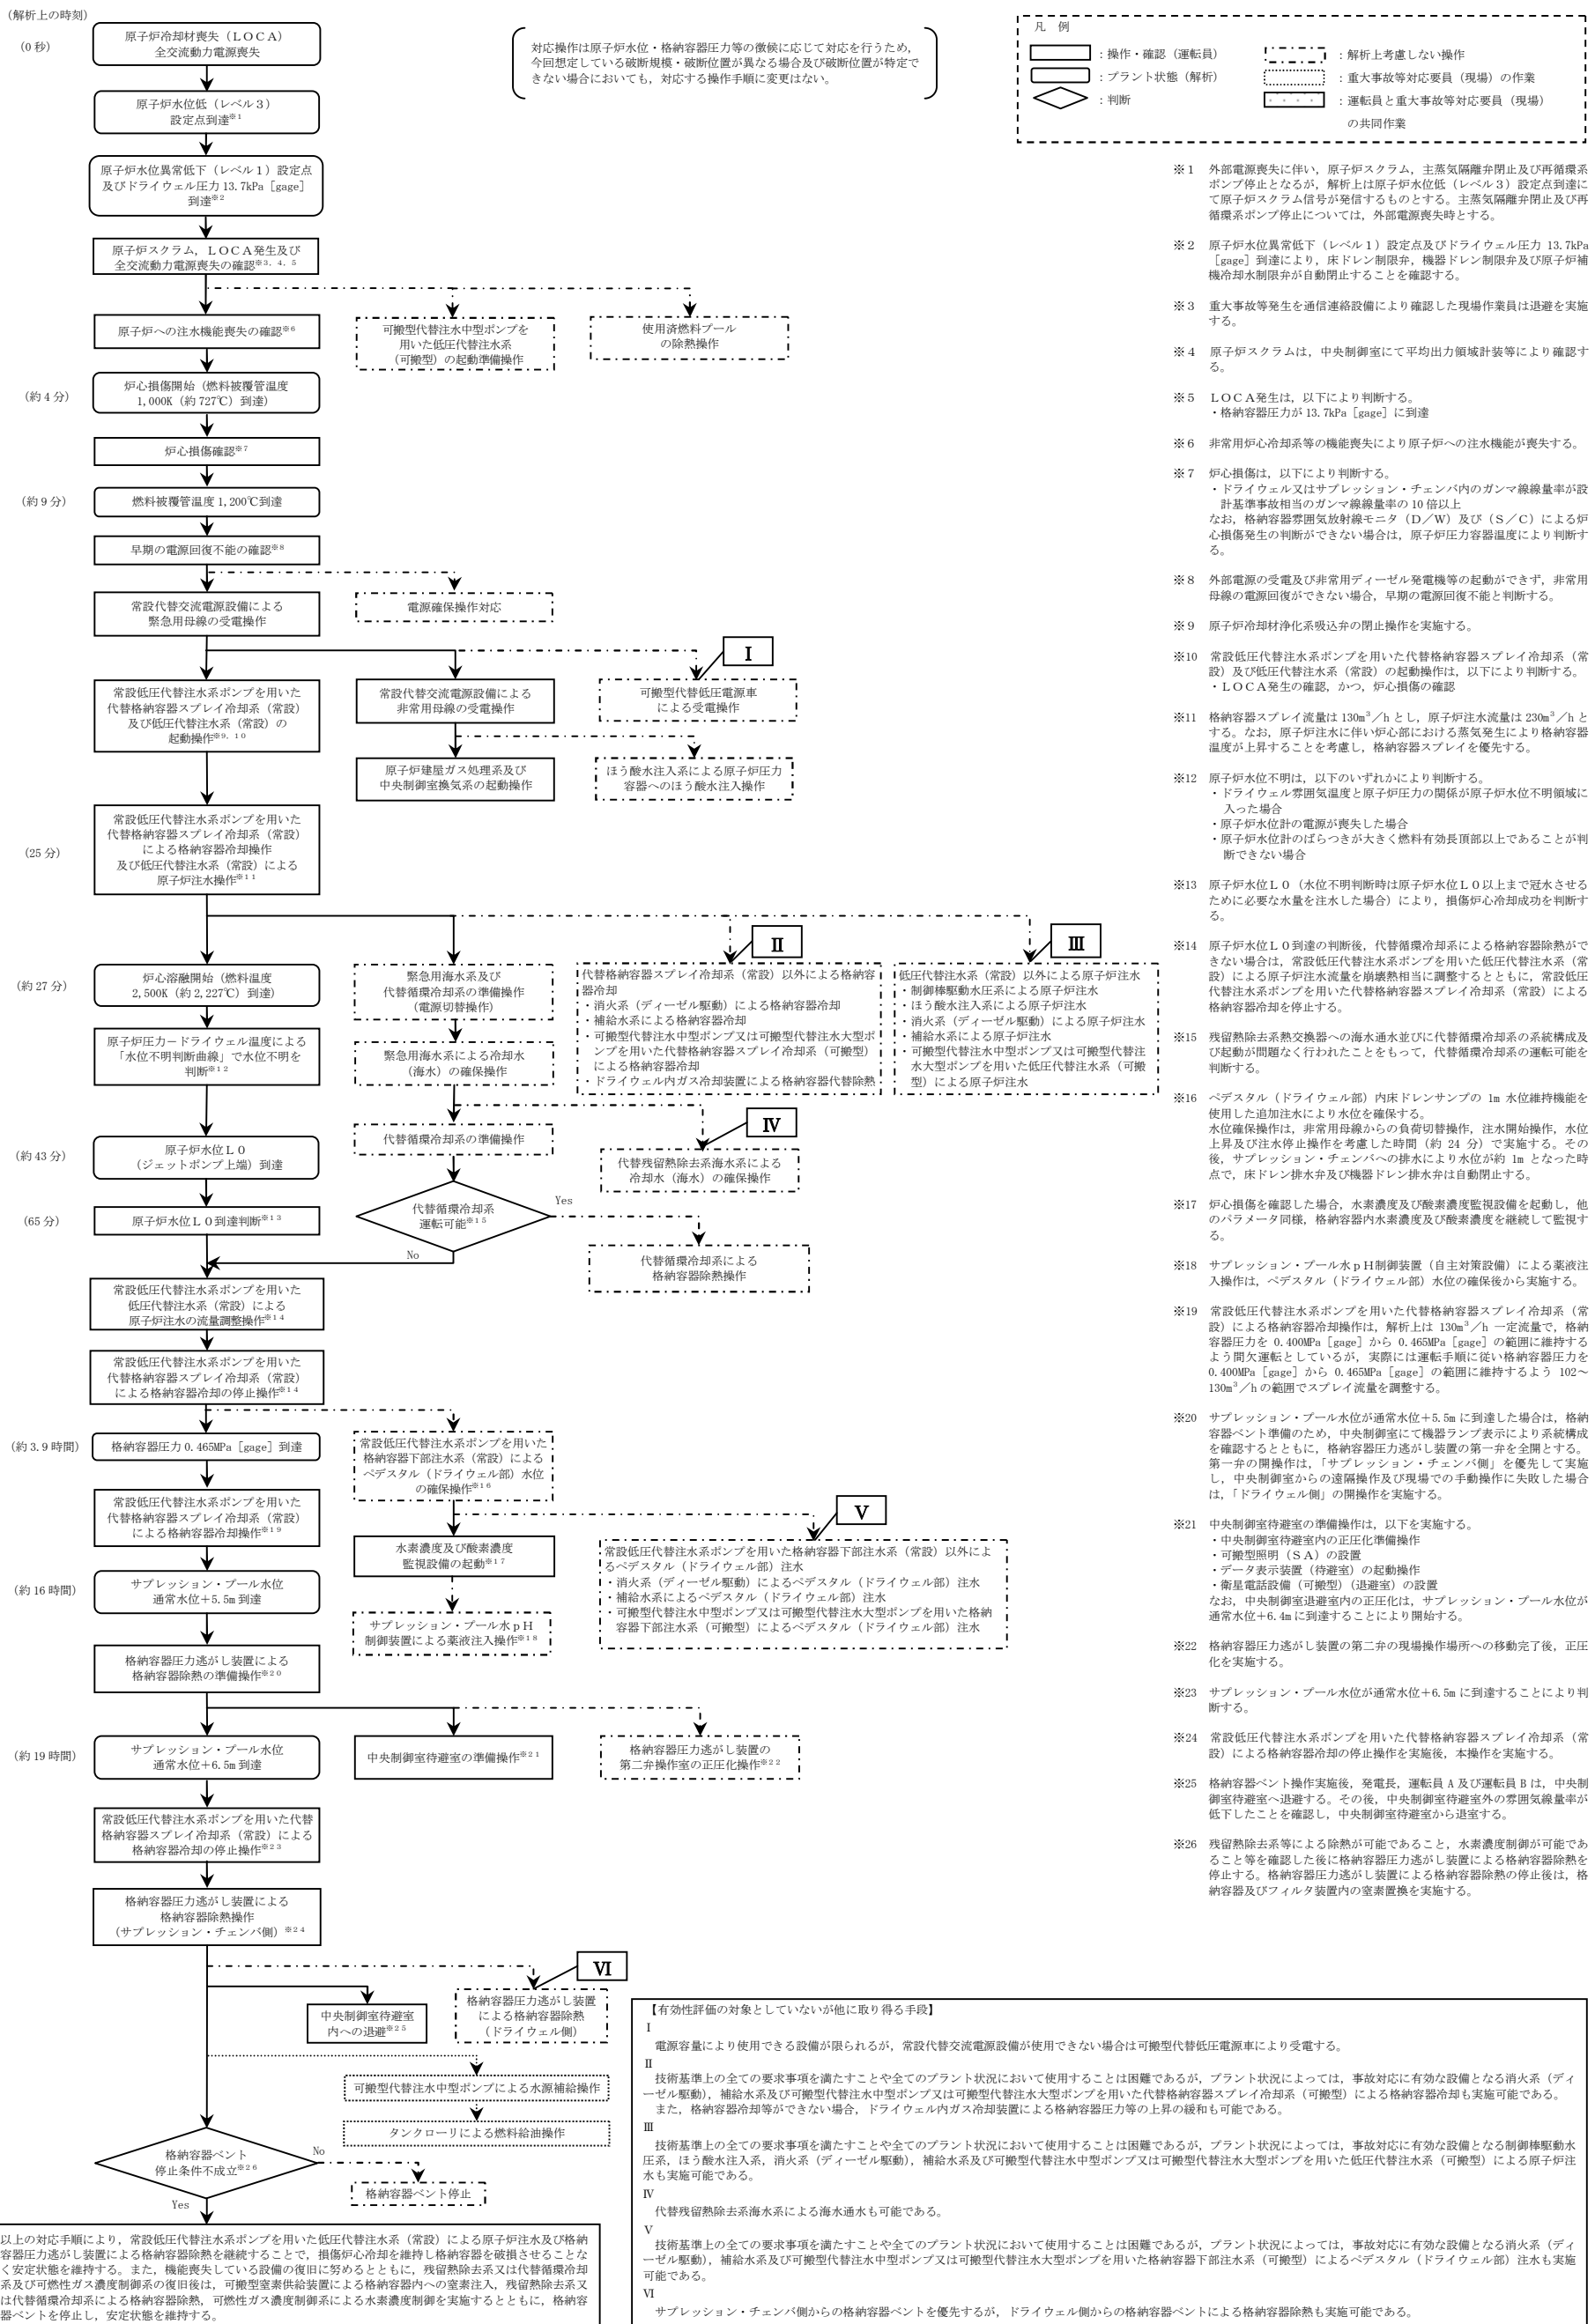 （解析上の時刻）
（0 秒）
原子炉冷却材喪失（ＬＯＣＡ）
全交流動力電源喪失
対応操作は原子炉水位・格納容器圧力等の徴候に応じて対応を行うため，
今回想定している破断規模・破断位置が異なる場合及び破断位置が特定で
きない場合においても，対応する操作手順に変更はない。
凡　例
：操作・確認（運転員）
：プラント状態（解析）
：判断
：解析上考慮しない操作
：重大事故等対応要員（現場）の作業
：運転員と重大事故等対応要員（現場）
の共同作業
原子炉水位低（レベル３）
設定点到達※1
原子炉水位異常低下（レベル１）設定点
及びドライウェル圧力 13.7kPa［gage］
到達※2
原子炉スクラム，ＬＯＣＡ発生及び
全交流動力電源喪失の確認※3，4，5
原子炉への注水機能喪失の確認※6
可搬型代替注水中型ポンプを
用いた低圧代替注水系
（可搬型）の起動準備操作
使用済燃料プール
の除熱操作
（約 4 分）
炉心損傷開始（燃料被覆管温度
1,000K（約 727℃）到達）
炉心損傷確認※7
（約 9 分）
燃料被覆管温度 1,200℃到達
早期の電源回復不能の確認※8
常設代替交流電源設備による
緊急用母線の受電操作
電源確保操作対応
Ⅰ
常設低圧代替注水系ポンプを用いた
代替格納容器スプレイ冷却系（常設）
及び低圧代替注水系（常設）の
起動操作※9，10
常設代替交流電源設備による
非常用母線の受電操作
可搬型代替低圧電源車
による受電操作
原子炉建屋ガス処理系及び
中央制御室換気系の起動操作
ほう酸水注入系による原子炉圧力
容器へのほう酸水注入操作
（25 分）
常設低圧代替注水系ポンプを用いた
代替格納容器スプレイ冷却系（常設）
による格納容器冷却操作
及び低圧代替注水系（常設）による
原子炉注水操作※11
Ⅱ
Ⅲ
（約 27 分）
炉心溶融開始（燃料温度
2,500K（約 2,227℃）到達）
緊急用海水系及び
代替循環冷却系の準備操作
（電源切替操作）
代替格納容器スプレイ冷却系（常設）以外による格納容
器冷却
・消火系（ディーゼル駆動）による格納容器冷却
・補給水系による格納容器冷却
・可搬型代替注水中型ポンプ又は可搬型代替注水大型ポ
ンプを用いた代替格納容器スプレイ冷却系（可搬型）
による格納容器冷却
・ドライウェル内ガス冷却装置による格納容器代替除熱
低圧代替注水系（常設）以外による原子炉注水
・制御棒駆動水圧系による原子炉注水
・ほう酸水注入系による原子炉注水
・消火系（ディーゼル駆動）による原子炉注水
・補給水系による原子炉注水
・可搬型代替注水中型ポンプ又は可搬型代替注
水大型ポンプを用いた低圧代替注水系（可搬
型）による原子炉注水
原子炉圧力－ドライウェル温度による
「水位不明判断曲線」で水位不明を
判断※12
緊急用海水系による冷却水
（海水）の確保操作
代替循環冷却系の準備操作
Ⅳ
代替残留熱除去系海水系による
冷却水（海水）の確保操作
（約 43 分）
原子炉水位Ｌ０
（ジェットポンプ上端）到達
代替循環冷却系
運転可能※15
Yes
No
（65 分）
原子炉水位Ｌ０到達判断※13
代替循環冷却系による
格納容器除熱操作
常設低圧代替注水系ポンプを用いた
低圧代替注水系（常設）による
原子炉注水の流量調整操作※14
常設低圧代替注水系ポンプを用いた
代替格納容器スプレイ冷却系（常設）
による格納容器冷却の停止操作※14
（約 3.9 時間）
格納容器圧力 0.465MPa［gage］到達
常設低圧代替注水系ポンプを用いた
格納容器下部注水系（常設）による
ペデスタル（ドライウェル部）水位
の確保操作※16
常設低圧代替注水系ポンプを用いた
代替格納容器スプレイ冷却系（常設）
による格納容器冷却操作※19
水素濃度及び酸素濃度
監視設備の起動※17
Ⅴ
常設低圧代替注水系ポンプを用いた格納容器下部注水系（常設）以外によ
るペデスタル（ドライウェル部）注水
・消火系（ディーゼル駆動）によるペデスタル（ドライウェル部）注水
・補給水系によるペデスタル（ドライウェル部）注水
・可搬型代替注水中型ポンプ又は可搬型代替注水大型ポンプを用いた格納
容器下部注水系（可搬型）によるペデスタル（ドライウェル部）注水
（約 16 時間）
サプレッション・プール水位
通常水位＋5.5m 到達
サプレッション・プール水ｐＨ
制御装置による薬液注入操作※18
格納容器圧力逃がし装置による
格納容器除熱の準備操作※20
（約 19 時間）
サプレッション・プール水位
通常水位＋6.5m 到達
中央制御室待避室の準備操作※21
格納容器圧力逃がし装置の
第二弁操作室の正圧化操作※22
常設低圧代替注水系ポンプを用いた代替
格納容器スプレイ冷却系（常設）による
格納容器冷却の停止操作※23
格納容器圧力逃がし装置による
格納容器除熱操作
（サプレッション・チェンバ側）※24
Ⅵ
中央制御室待避室
内への退避※25
格納容器圧力逃がし装置
による格納容器除熱
（ドライウェル側）
可搬型代替注水中型ポンプによる水源補給操作
タンクローリによる燃料給油操作
格納容器ベント
停止条件不成立※26
No
Yes
格納容器ベント停止
以上の対応手順により，常設低圧代替注水系ポンプを用いた低圧代替注水系（常設）による原子炉注水及び格納
容器圧力逃がし装置による格納容器除熱を継続することで，損傷炉心冷却を維持し格納容器を破損させることな
く安定状態を維持する。また，機能喪失している設備の復旧に努めるとともに，残留熱除去系又は代替循環冷却
系及び可燃性ガス濃度制御系の復旧後は，可搬型窒素供給装置による格納容器内への窒素注入，残留熱除去系又
は代替循環冷却系による格納容器除熱，可燃性ガス濃度制御系による水素濃度制御を実施するとともに，格納容
器ベントを停止し，安定状態を維持する。
※１　外部電源喪失に伴い，原子炉スクラム，主蒸気隔離弁閉止及び再循環系
ポンプ停止となるが，解析上は原子炉水位低（レベル３）設定点到達に
て原子炉スクラム信号が発信するものとする。主蒸気隔離弁閉止及び再
循環系ポンプ停止については，外部電源喪失時とする。
※２　原子炉水位異常低下（レベル１）設定点及びドライウェル圧力 13.7kPa
［gage］到達により，床ドレン制限弁，機器ドレン制限弁及び原子炉補
機冷却水制限弁が自動閉止することを確認する。
※３　重大事故等発生を通信連絡設備により確認した現場作業員は退避を実施
する。
※４　原子炉スクラムは，中央制御室にて平均出力領域計装等により確認す
る。
※５　ＬＯＣＡ発生は，以下により判断する。
・格納容器圧力が 13.7kPa［gage］に到達
※６　非常用炉心冷却系等の機能喪失により原子炉への注水機能が喪失する。
※７　炉心損傷は，以下により判断する。
・ドライウェル又はサプレッション・チェンバ内のガンマ線線量率が設
計基準事故相当のガンマ線線量率の 10 倍以上
なお，格納容器雰囲気放射線モニタ（Ｄ／Ｗ）及び（Ｓ／Ｃ）による炉
心損傷発生の判断ができない場合は，原子炉圧力容器温度により判断す
る。
※８　外部電源の受電及び非常用ディーゼル発電機等の起動ができず，非常用
母線の電源回復ができない場合，早期の電源回復不能と判断する。
※９　原子炉冷却材浄化系吸込弁の閉止操作を実施する。
※10　常設低圧代替注水系ポンプを用いた代替格納容器スプレイ冷却系（常
設）及び低圧代替注水系（常設）の起動操作は，以下により判断する。
・ＬＯＣＡ発生の確認，かつ，炉心損傷の確認
※11　格納容器スプレイ流量は 130m³／h とし，原子炉注水流量は 230m³／h と
する。なお，原子炉注水に伴い炉心部における蒸気発生により格納容器
温度が上昇することを考慮し，格納容器スプレイを優先する。
※12　原子炉水位不明は，以下のいずれかにより判断する。
・ドライウェル雰囲気温度と原子炉圧力の関係が原子炉水位不明領域に
入った場合
・原子炉水位計の電源が喪失した場合
・原子炉水位計のばらつきが大きく燃料有効長頂部以上であることが判
断できない場合
※13　原子炉水位Ｌ０（水位不明判断時は原子炉水位Ｌ０以上まで冠水させる
ために必要な水量を注水した場合）により，損傷炉心冷却成功を判断す
る。
※14　原子炉水位Ｌ０到達の判断後，代替循環冷却系による格納容器除熱がで
きない場合は，常設低圧代替注水系ポンプを用いた低圧代替注水系（常
設）による原子炉注水流量を崩壊熱相当に調整するとともに，常設低圧
代替注水系ポンプを用いた代替格納容器スプレイ冷却系（常設）による
格納容器冷却を停止する。
※15　残留熱除去系熱交換器への海水通水並びに代替循環冷却系の系統構成及
び起動が問題なく行われたことをもって，代替循環冷却系の運転可能を
判断する。
※16　ペデスタル（ドライウェル部）内床ドレンサンプの 1m 水位維持機能を
使用した追加注水により水位を確保する。
水位確保操作は，非常用母線からの負荷切替操作，注水開始操作，水位
上昇及び注水停止操作を考慮した時間（約 24 分）で実施する。その
後，サプレッション・チェンバへの排水により水位が約 1m となった時
点で，床ドレン排水弁及び機器ドレン排水弁は自動閉止する。
※17　炉心損傷を確認した場合，水素濃度及び酸素濃度監視設備を起動し，他
のパラメータ同様，格納容器内水素濃度及び酸素濃度を継続して監視す
る。
※18　サプレッション・プール水ｐＨ制御装置（自主対策設備）による薬液注
入操作は，ペデスタル（ドライウェル部）水位の確保後から実施する。
※19　常設低圧代替注水系ポンプを用いた代替格納容器スプレイ冷却系（常
設）による格納容器冷却操作は，解析上は 130m³／h 一定流量で，格納
容器圧力を 0.400MPa［gage］から 0.465MPa［gage］の範囲に維持する
よう間欠運転としているが，実際には運転手順に従い格納容器圧力を
0.400MPa［gage］から 0.465MPa［gage］の範囲に維持するよう 102～
130m³／h の範囲でスプレイ流量を調整する。
※20　サプレッション・プール水位が通常水位＋5.5m に到達した場合は，格納
容器ベント準備のため，中央制御室にて機器ランプ表示により系統構成
を確認するとともに，格納容器圧力逃がし装置の第一弁を全開とする。
第一弁の開操作は，「サプレッション・チェンバ側」を優先して実施
し，中央制御室からの遠隔操作及び現場での手動操作に失敗した場合
は，「ドライウェル側」の開操作を実施する。
※21　中央制御室待避室の準備操作は，以下を実施する。
・中央制御室待避室内の正圧化準備操作
・可搬型照明（ＳＡ）の設置
・データ表示装置（待避室）の起動操作
・衛星電話設備（可搬型）（退避室）の設置
なお，中央制御室退避室内の正圧化は，サプレッション・プール水位が
通常水位＋6.4m に到達することにより開始する。
※22　格納容器圧力逃がし装置の第二弁の現場操作場所への移動完了後，正圧
化を実施する。
※23　サプレッション・プール水位が通常水位＋6.5m に到達することにより判
断する。
※24　常設低圧代替注水系ポンプを用いた代替格納容器スプレイ冷却系（常
設）による格納容器冷却の停止操作を実施後，本操作を実施する。
※25　格納容器ベント操作実施後，発電長，運転員 A 及び運転員 B は，中央制
御室待避室へ退避する。その後，中央制御室待避室外の雰囲気線量率が
低下したことを確認し，中央制御室待避室から退室する。
※26　残留熱除去系等による除熱が可能であること，水素濃度制御が可能であ
ること等を確認した後に格納容器圧力逃がし装置による格納容器除熱を
停止する。格納容器圧力逃がし装置による格納容器除熱の停止後は，格
納容器及びフィルタ装置内の窒素置換を実施する。
【有効性評価の対象としていないが他に取り得る手段】
Ⅰ
電源容量により使用できる設備が限られるが，常設代替交流電源設備が使用できない場合は可搬型代替低圧電源車により受電する。
Ⅱ
技術基準上の全ての要求事項を満たすことや全てのプラント状況において使用することは困難であるが，プラント状況によっては，事故対応に有効な設備となる消火系（ディ
ーゼル駆動），補給水系及び可搬型代替注水中型ポンプ又は可搬型代替注水大型ポンプを用いた代替格納容器スプレイ冷却系（可搬型）による格納容器冷却も実施可能である。
また，格納容器冷却等ができない場合，ドライウェル内ガス冷却装置による格納容器圧力等の上昇の緩和も可能である。
Ⅲ
技術基準上の全ての要求事項を満たすことや全てのプラント状況において使用することは困難であるが，プラント状況によっては，事故対応に有効な設備となる制御棒駆動水
圧系，ほう酸水注入系，消火系（ディーゼル駆動），補給水系及び可搬型代替注水中型ポンプ又は可搬型代替注水大型ポンプを用いた低圧代替注水系（可搬型）による原子炉注
水も実施可能である。
Ⅳ
代替残留熱除去系海水系による海水通水も可能である。
Ⅴ
技術基準上の全ての要求事項を満たすことや全てのプラント状況において使用することは困難であるが，プラント状況によっては，事故対応に有効な設備となる消火系（ディ
ーゼル駆動），補給水系及び可搬型代替注水中型ポンプ又は可搬型代替注水大型ポンプを用いた格納容器下部注水系（可搬型）によるペデスタル（ドライウェル部）注水も実施
可能である。
Ⅵ
サプレッション・チェンバ側からの格納容器ベントを優先するが，ドライウェル側からの格納容器ベントによる格納容器除熱も実施可能である。